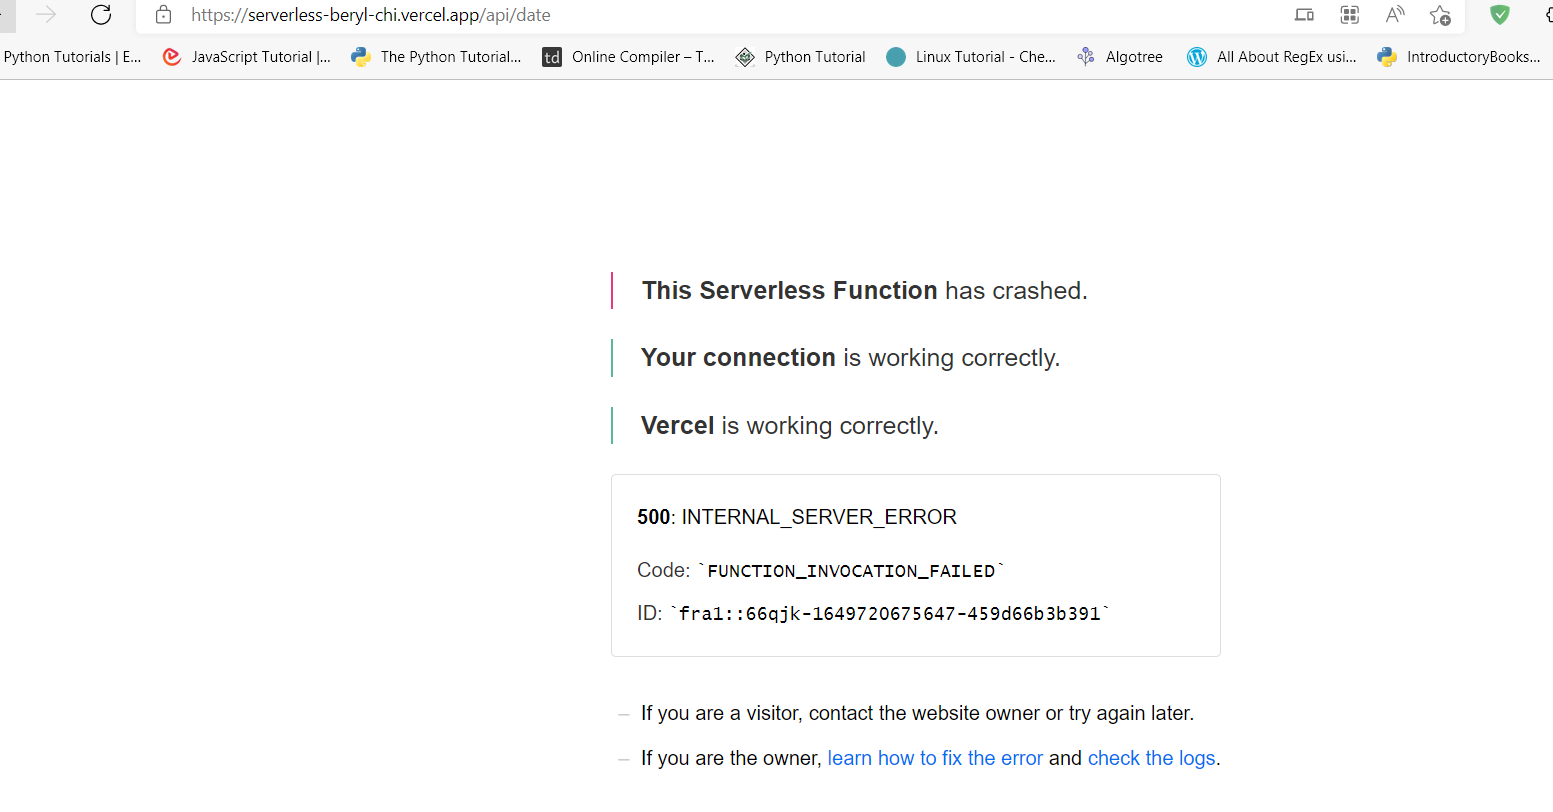 https://serverless-beryl-chi.vercel.app/api/date
Python Tutorials | E... JavaScript Tutorial |... The Python Tutorial... td Online Compiler – T... Python Tutorial Linux Tutorial - Che... Algotree All About RegEx usi... IntroductoryBooks...
This Serverless Function has crashed.
Your connection is working correctly.
Vercel is working correctly.
500: INTERNAL_SERVER_ERROR
Code: `FUNCTION_INVOCATION_FAILED`
ID: `fra1::66qjk-1649720675647-459d66b3b391`
– If you are a visitor, contact the website owner or try again later.
– If you are the owner, learn how to fix the error and check the logs.